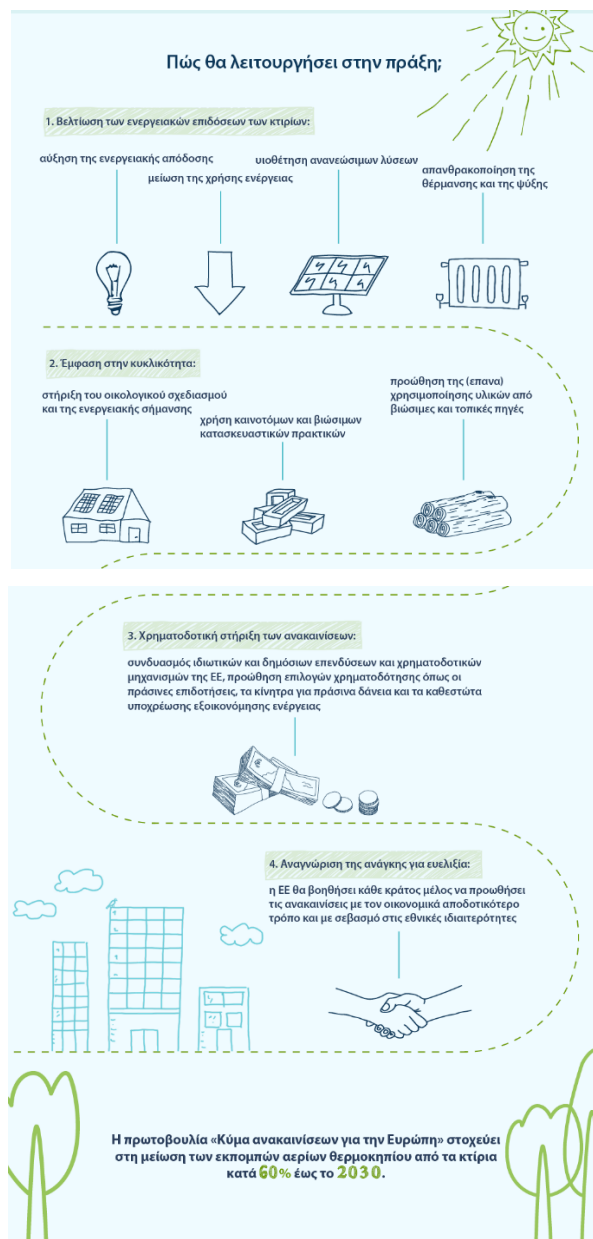 Πώς θα λειτουργήσει στην πράξη;
1. Βελτίωση των ενεργειακών επιδόσεων των κτιρίων:
αύξηση της ενεργειακής απόδοσης
μείωση της χρήσης ενέργειας
υιοθέτηση ανανεώσιμων λύσεων
απανθρακοποίηση της
θέρμανσης και της ψύξης
2. Έμφαση στην κυκλικότητα:
στήριξη του οικολογικού σχεδιασμού
και της ενεργειακής σήμανσης
χρήση καινοτόμων και βιώσιμων
κατασκευαστικών πρακτικών
προώθηση της (επανα)
χρησιμοποίησης υλικών από
βιώσιμες και τοπικές πηγές
3. Χρηματοδοτική στήριξη των ανακαινίσεων:
συνδυασμός ιδιωτικών και δημόσιων επενδύσεων και χρηματοδοτικών
μηχανισμών της ΕΕ, προώθηση επιλογών χρηματοδότησης όπως οι
πράσινες επιδοτήσεις, τα κίνητρα για πράσινα δάνεια και τα καθεστώτα
υποχρέωσης εξοικονόμησης ενέργειας
4. Αναγνώριση της ανάγκης για ευελιξία:
η ΕΕ θα βοηθήσει κάθε κράτος μέλος να προωθήσει
τις ανακαινίσεις με τον οικονομικά αποδοτικότερο
τρόπο και με σεβασμό στις εθνικές ιδιαιτερότητες
Η πρωτοβουλία «Κύμα ανακαινίσεων για την Ευρώπη» στοχεύει
στη μείωση των εκπομπών αερίων θερμοκηπίου από τα κτίρια
κατά 60% έως το 2030.